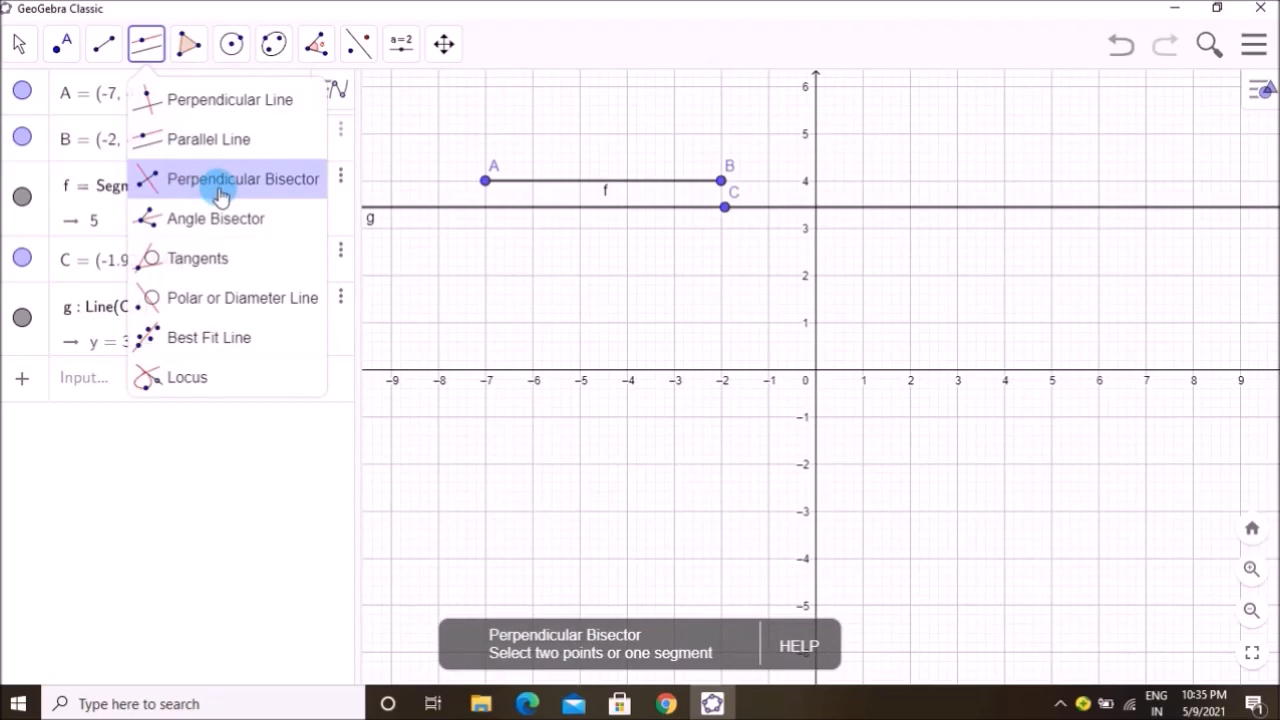 GeoGebra Classic
A
a=2
A = (-7,
B = (-2,
f = Segm
→ 5
C = (-1.9
g : Line(C
→ y = 3
+ Input...
Perpendicular Line
Parallel Line
Perpendicular Bisector
Angle Bisector
Tangents
Polar or Diameter Line
Best Fit Line
Locus
A
B
f
C
g
6
5
4
3
2
1
−9 −8 −7 −6 −5 −4 −3 −2 −1 0 1 2 3 4 5 6 7 8 9
−1
−2
−3
−4
−5
Perpendicular Bisector
Select two points or one segment
HELP
Type here to search
ENG
IN
10:35 PM
5/9/2021
1